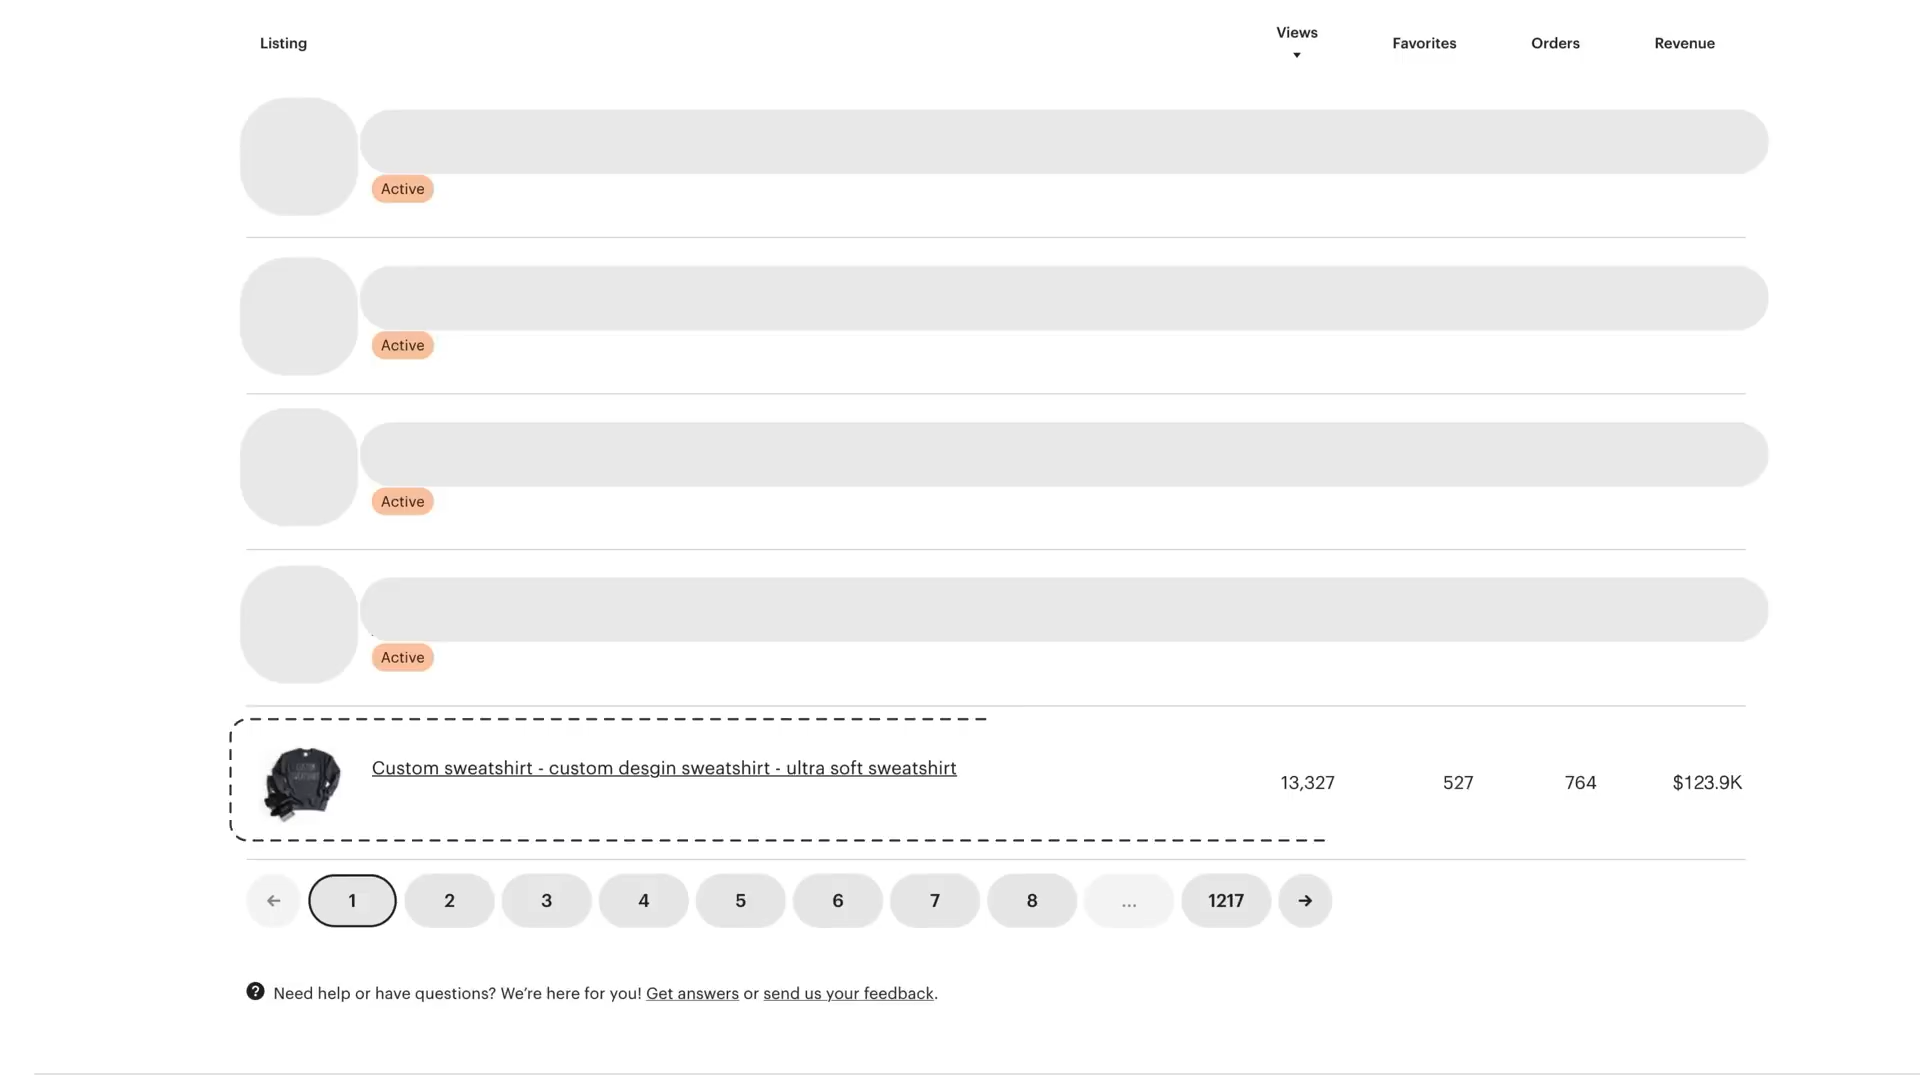 Listing Views Favorites Orders Revenue
Active
Active
Active
Active
Custom sweatshirt - custom desgin sweatshirt - ultra soft sweatshirt 13,327 527 764 $123.9K
CUSTOM
SWEATSHIRT
← 1 2 3 4 5 6 7 8 ... 1217 →
Need help or have questions? We’re here for you! Get answers or send us your feedback.